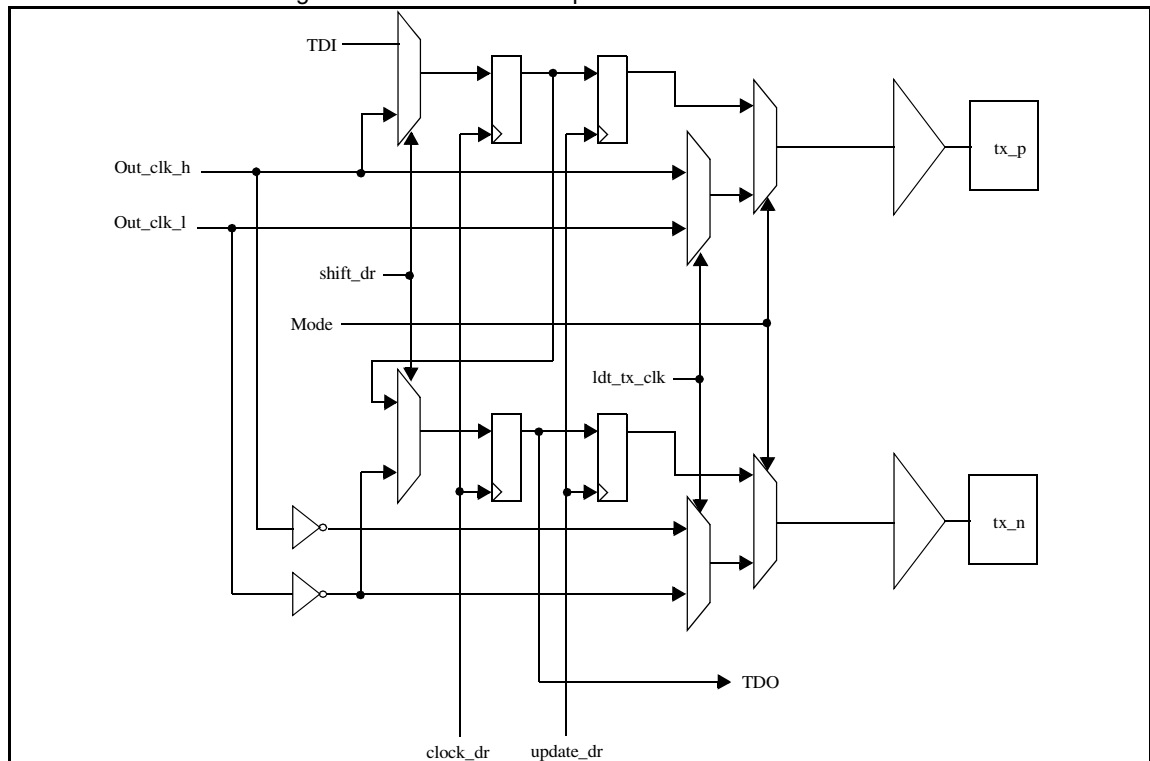 TDI
tx_p
Out_clk_h
Out_clk_l
shift_dr
Mode
ldt_tx_clk
tx_n
TDO
clock_dr
update_dr